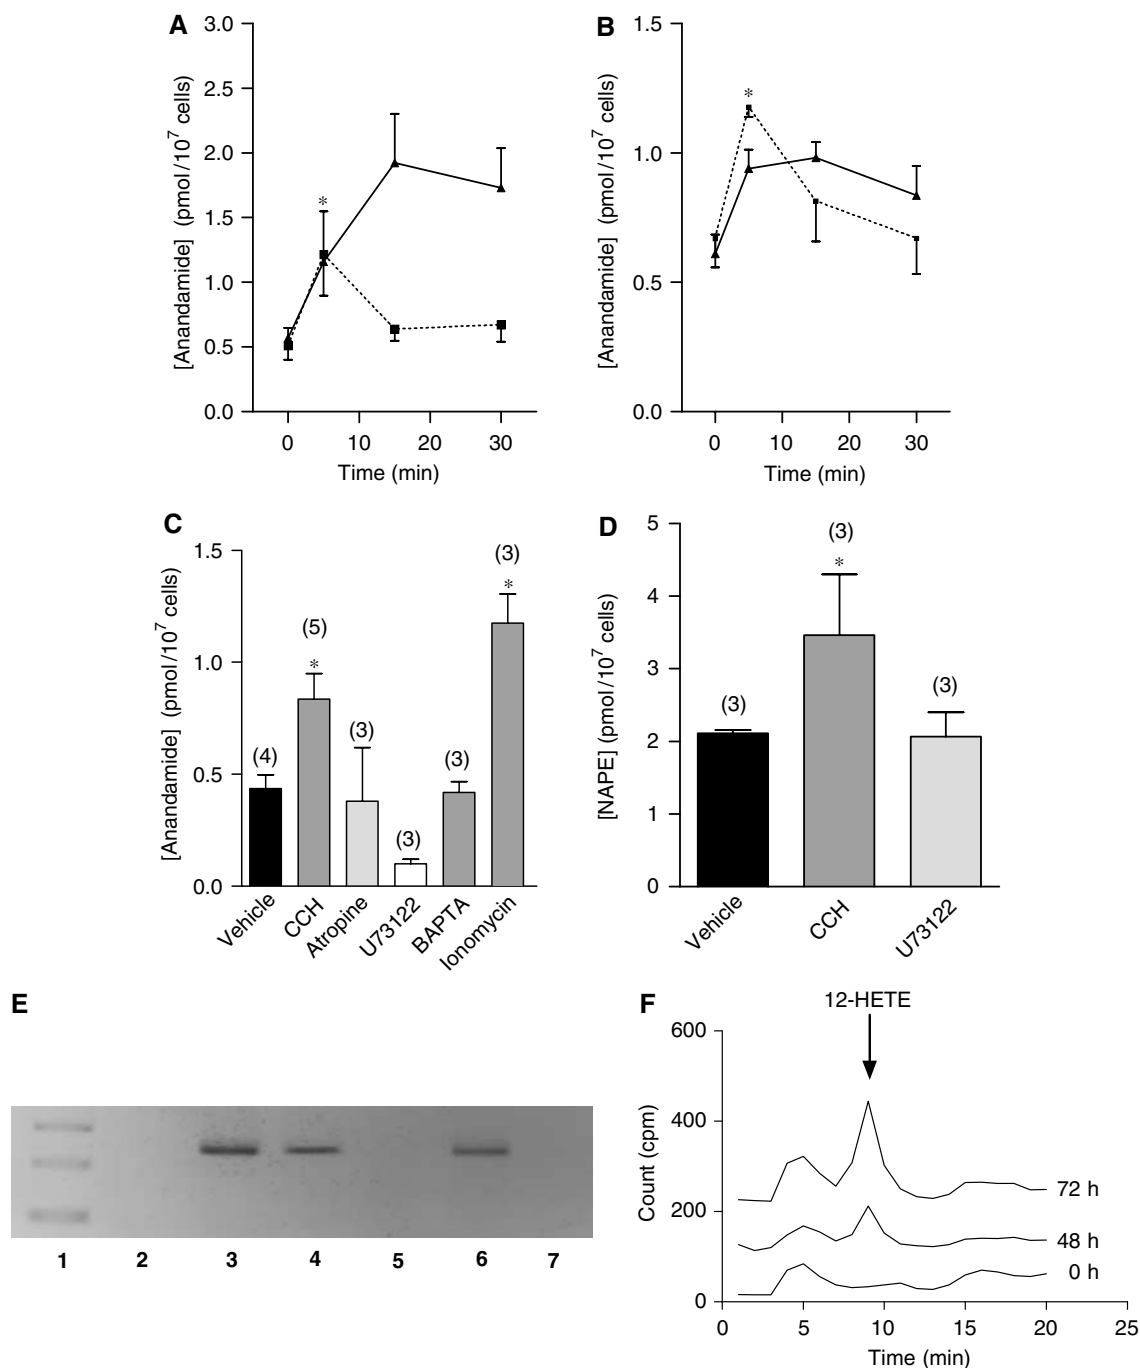 A
3.0
2.5
2.0
1.5
1.0
0.5
0.0
[Anandamide] (pmol/10⁷ cells)
*
0 10 20 30
Time (min)
B
1.5
1.0
0.5
0.0
[Anandamide] (pmol/10⁷ cells)
*
0 10 20 30
Time (min)
C
1.5
1.0
0.5
0.0
[Anandamide] (pmol/10⁷ cells)
(4)
(5)
*
(3)
(3)
(3)
(3)
*
Vehicle
CCH
Atropine
U73122
BAPTA
Ionomycin
D
5
4
3
2
1
0
[NAPE] (pmol/10⁷ cells)
(3)
(3)
*
(3)
Vehicle
CCH
U73122
E
1 2 3 4 5 6 7
F
12-HETE
600
400
200
0
Count (cpm)
72 h
48 h
0 h
0 5 10 15 20 25
Time (min)